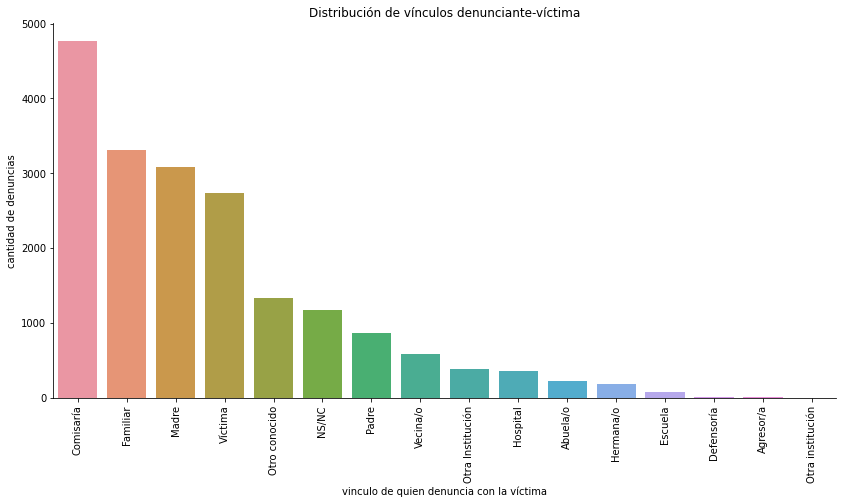 Distribución de vínculos denunciante-víctima
cantidad de denuncias
5000
4000
3000
2000
1000
0
Comisaría
Familiar
Madre
Víctima
Otro conocido
NS/NC
Padre
Vecina/o
Otra Institución
Hospital
Abuela/o
Hermana/o
Escuela
Defensoría
Agresor/a
Otra institución
vinculo de quien denuncia con la víctima